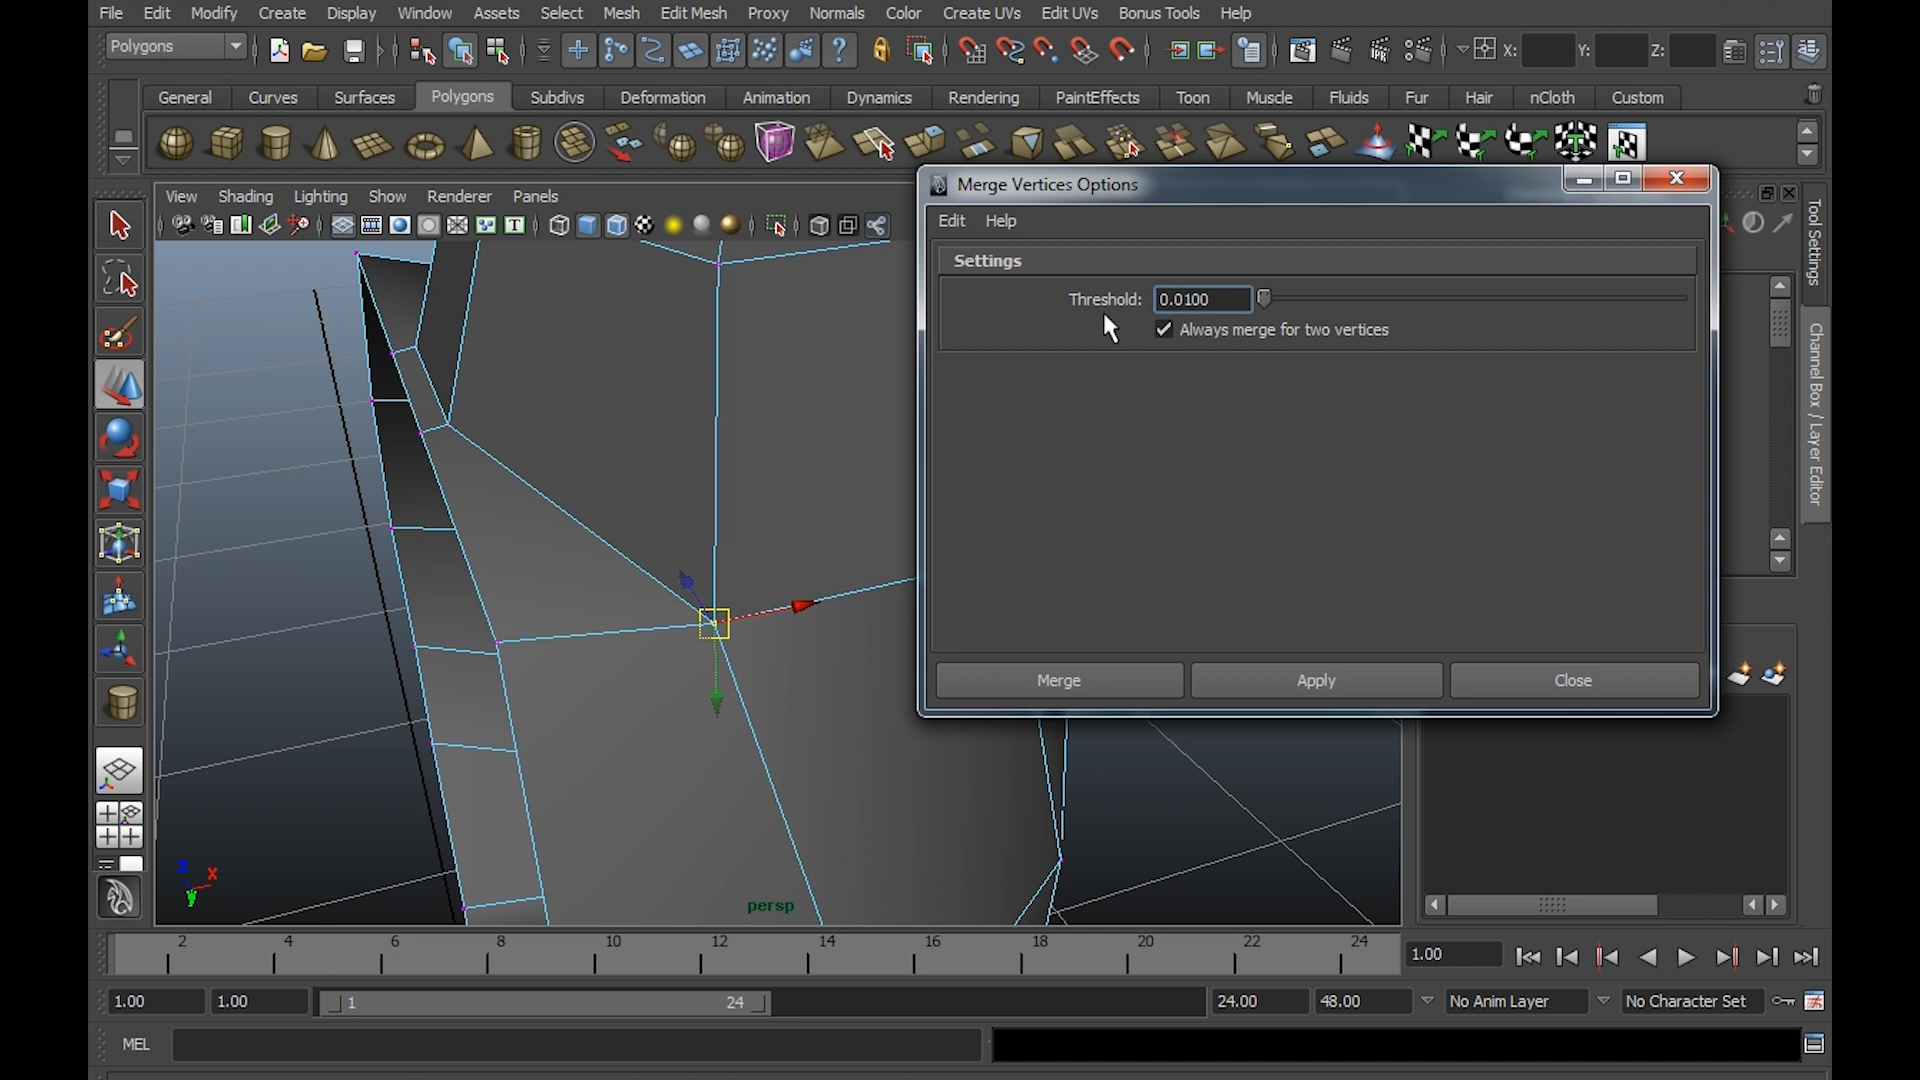 File Edit Modify Create Display Window Assets Select Mesh Edit Mesh Proxy Normals Color Create UVs Edit UVs Bonus Tools Help
Polygons X: Y: Z:
General Curves Surfaces Polygons Subdivs Deformation Animation Dynamics Rendering PaintEffects Toon Muscle Fluids Fur Hair nCloth Custom
View Shading Lighting Show Renderer Panels
Merge Vertices Options
Edit Help
Settings
Threshold: 0.0100
Always merge for two vertices
Merge Apply Close
Tool Settings
Channel Box / Layer Editor
z x
y
persp
2 4 6 8 10 12 14 16 18 20 22 24
1.00
1.00 1.00 1 24 24.00 48.00 No Anim Layer No Character Set
MEL